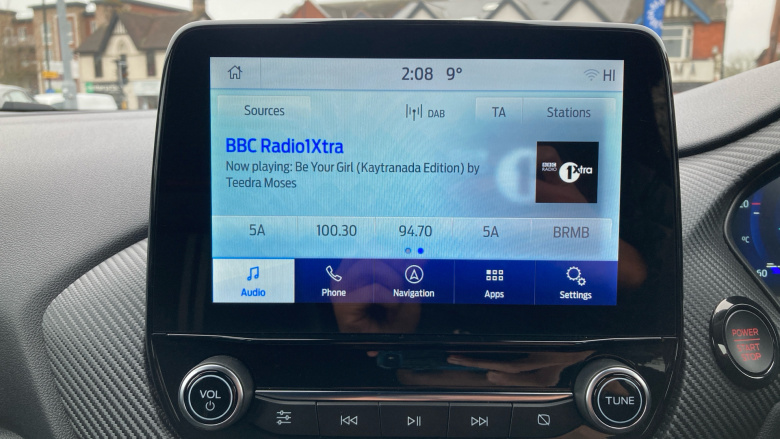 2:08 9° HI
Sources DAB TA Stations
BBC Radio1Xtra
Now playing: Be Your Girl (Kaytranada Edition) by
Teedra Moses
BBC
RADIO 1Xtra
5A 100.30 94.70 5A BRMB
Audio Phone Navigation Apps Settings
VOL
TUNE
POWER
START
STOP
°C
50